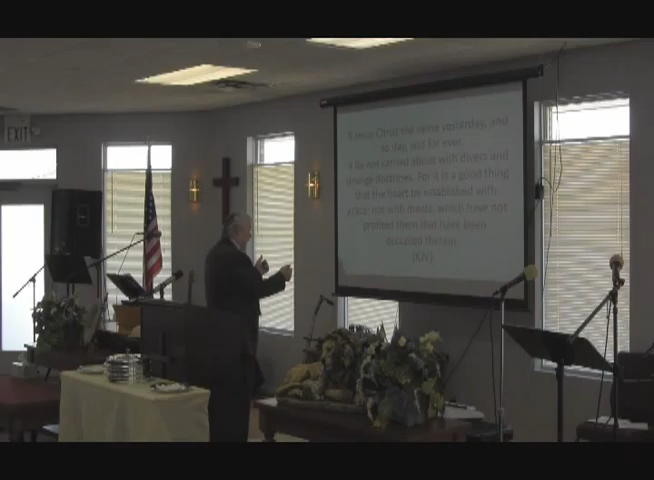 EXIT
8 Jesus Christ the same yesterday, and
to day, and for ever.
9 Be not carried about with divers and
strange doctrines. For it is a good thing
that the heart be established with
grace; not with meats, which have not
profited them that have been
occupied therein.
(KJV)